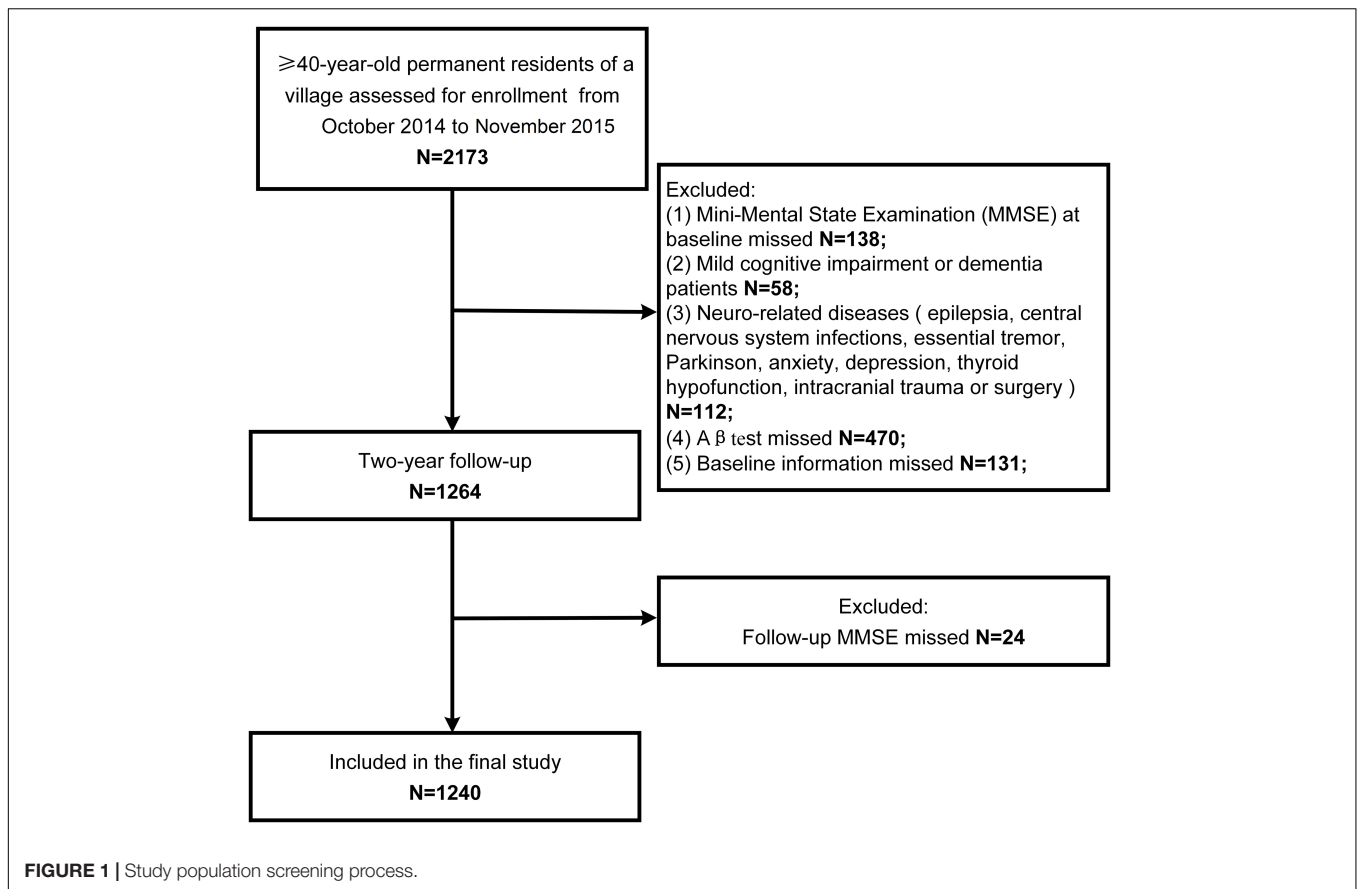 ≥40-year-old permanent residents of a
village assessed for enrollment from
October 2014 to November 2015
N=2173
Excluded:
(1) Mini-Mental State Examination (MMSE) at
baseline missed N=138;
(2) Mild cognitive impairment or dementia
patients N=58;
(3) Neuro-related diseases ( epilepsia, central
nervous system infections, essential tremor,
Parkinson, anxiety, depression, thyroid
hypofunction, intracranial trauma or surgery )
N=112;
(4) A β test missed N=470;
(5) Baseline information missed N=131;
Two-year follow-up
N=1264
Excluded:
Follow-up MMSE missed N=24
Included in the final study
N=1240
FIGURE 1 | Study population screening process.